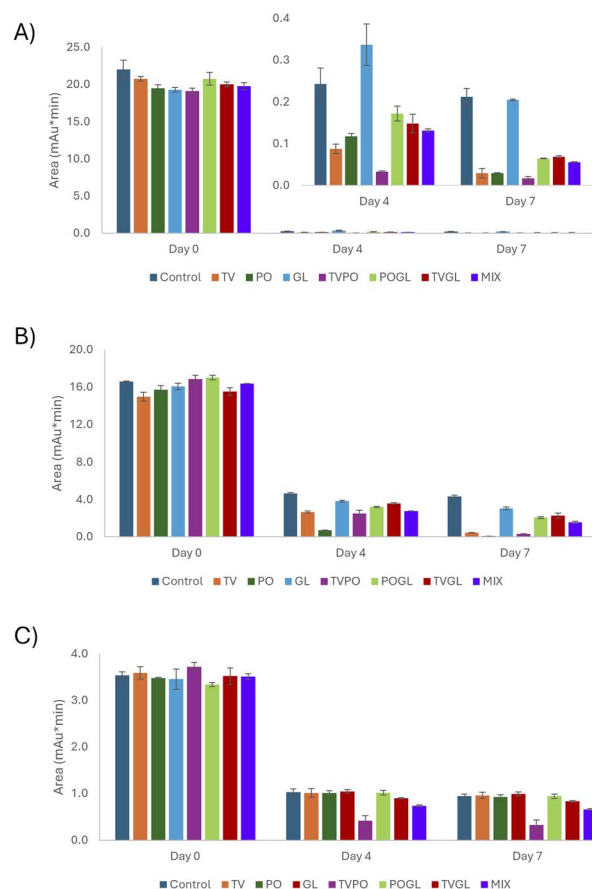 A)
Area (mAu*min)
25.0
20.0
15.0
10.0
5.0
0.0
0.4
0.3
0.2
0.1
0.0
Day 4 Day 7
Day 0 Day 4 Day 7
Control TV PO GL TVPO POGL TVGL MIX
B)
Area (mAu*min)
20.0
16.0
12.0
8.0
4.0
0.0
Day 0 Day 4 Day 7
Control TV PO GL TVPO POGL TVGL MIX
C)
Area (mAu*min)
4.0
3.0
2.0
1.0
0.0
Day 0 Day 4 Day 7
Control TV PO GL TVPO POGL TVGL MIX